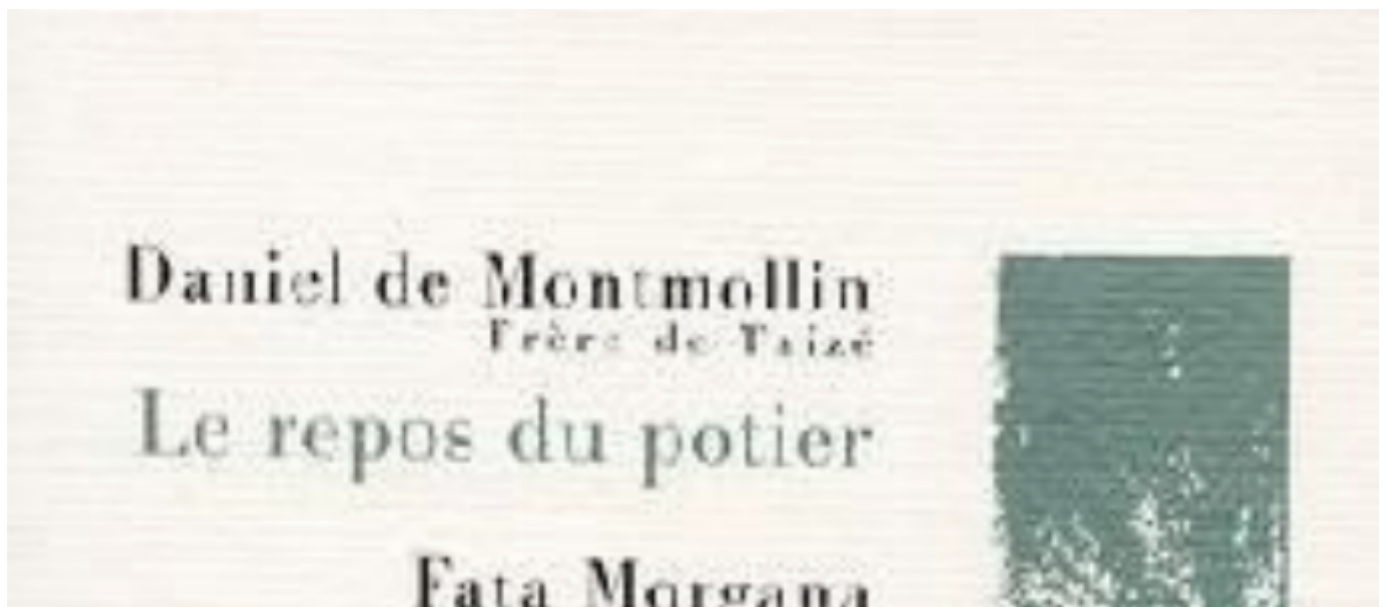 Daniel de Montmollin
Frère de Taizé
Le repos du potier
Fata Morgana